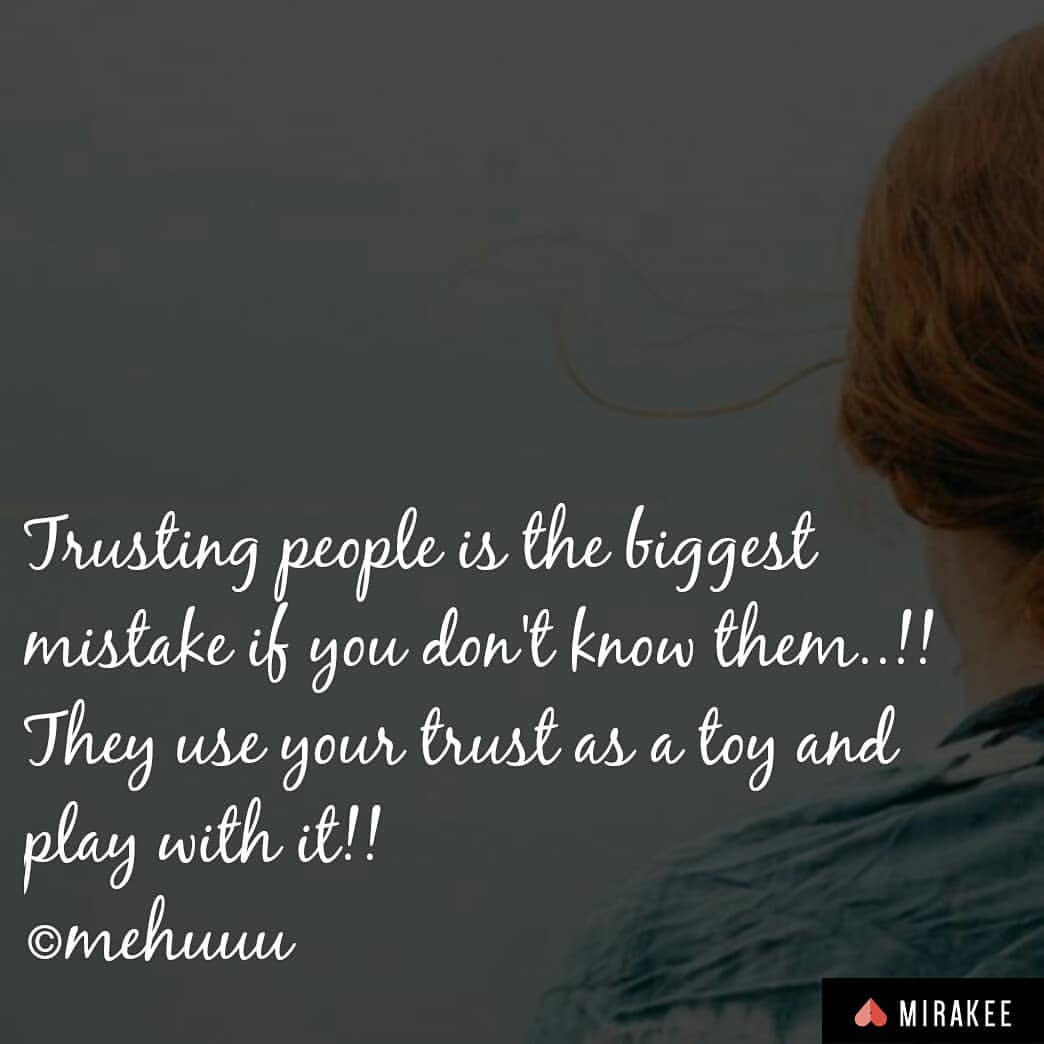 Trusting people is the biggest
mistake if you don't know them..!!
They use your trust as a toy and
play with it!!
©mehuuu
MIRAKEE